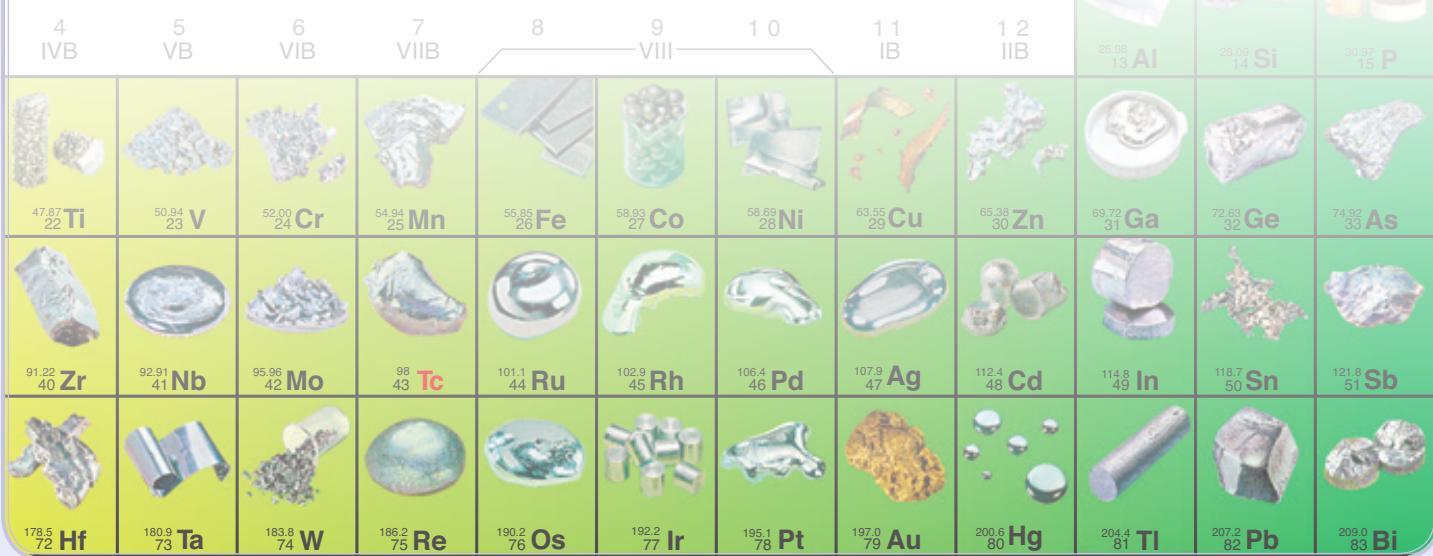 4 5 6 7 8 9 10 11 12
IVB VB VIB VIIB VIII IB IIB
26.98 28.09 30.97
13 Al 14 Si 15 P
47.87 50.94 52.00 54.94 55.85 58.93 58.69 63.55 65.38 69.72 72.63 74.92
22 Ti 23 V 24 Cr 25 Mn 26 Fe 27 Co 28 Ni 29 Cu 30 Zn 31 Ga 32 Ge 33 As
91.22 92.91 95.96 98 101.1 102.9 106.4 107.9 112.4 114.8 118.7 121.8
40 Zr 41 Nb 42 Mo 43 Tc 44 Ru 45 Rh 46 Pd 47 Ag 48 Cd 49 In 50 Sn 51 Sb
178.5 180.9 183.8 186.2 190.2 192.2 195.1 197.0 200.6 204.4 207.2 209.0
72 Hf 73 Ta 74 W 75 Re 76 Os 77 Ir 78 Pt 79 Au 80 Hg 81 Tl 82 Pb 83 Bi